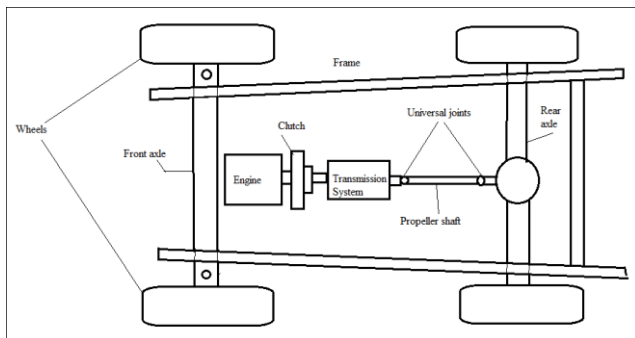 Frame
Wheels
Clutch
Universal joints
Rear
axle
Front axle
Engine
Transmission
System
Propeller shaft